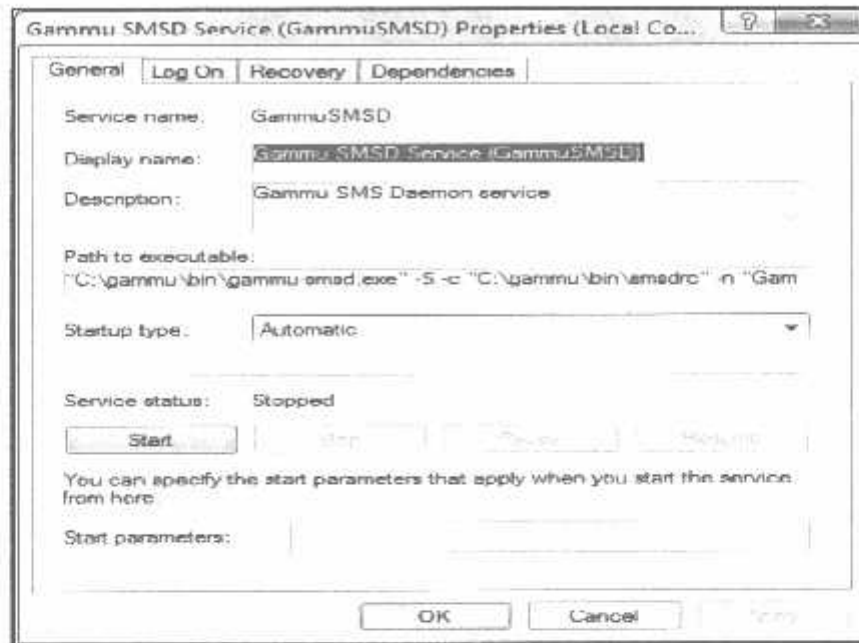 Gammu SMSD Service (GammuSMSD) Properties (Local Co...
General Log On Recovery Dependencies
Service name: GammuSMSD
Display name: Gammu SMSD Service (GammuSMSD)
Description: Gammu SMS Daemon service
Path to executable:
"C:\gammu\bin\gammu-smsd.exe" -S -c "C:\gammu\bin\smsdrc" -n "Gam
Startup type: Automatic
Service status: Stopped
Start Stop Pause Resume
You can specify the start parameters that apply when you start the service
from here
Start parameters:
OK Cancel